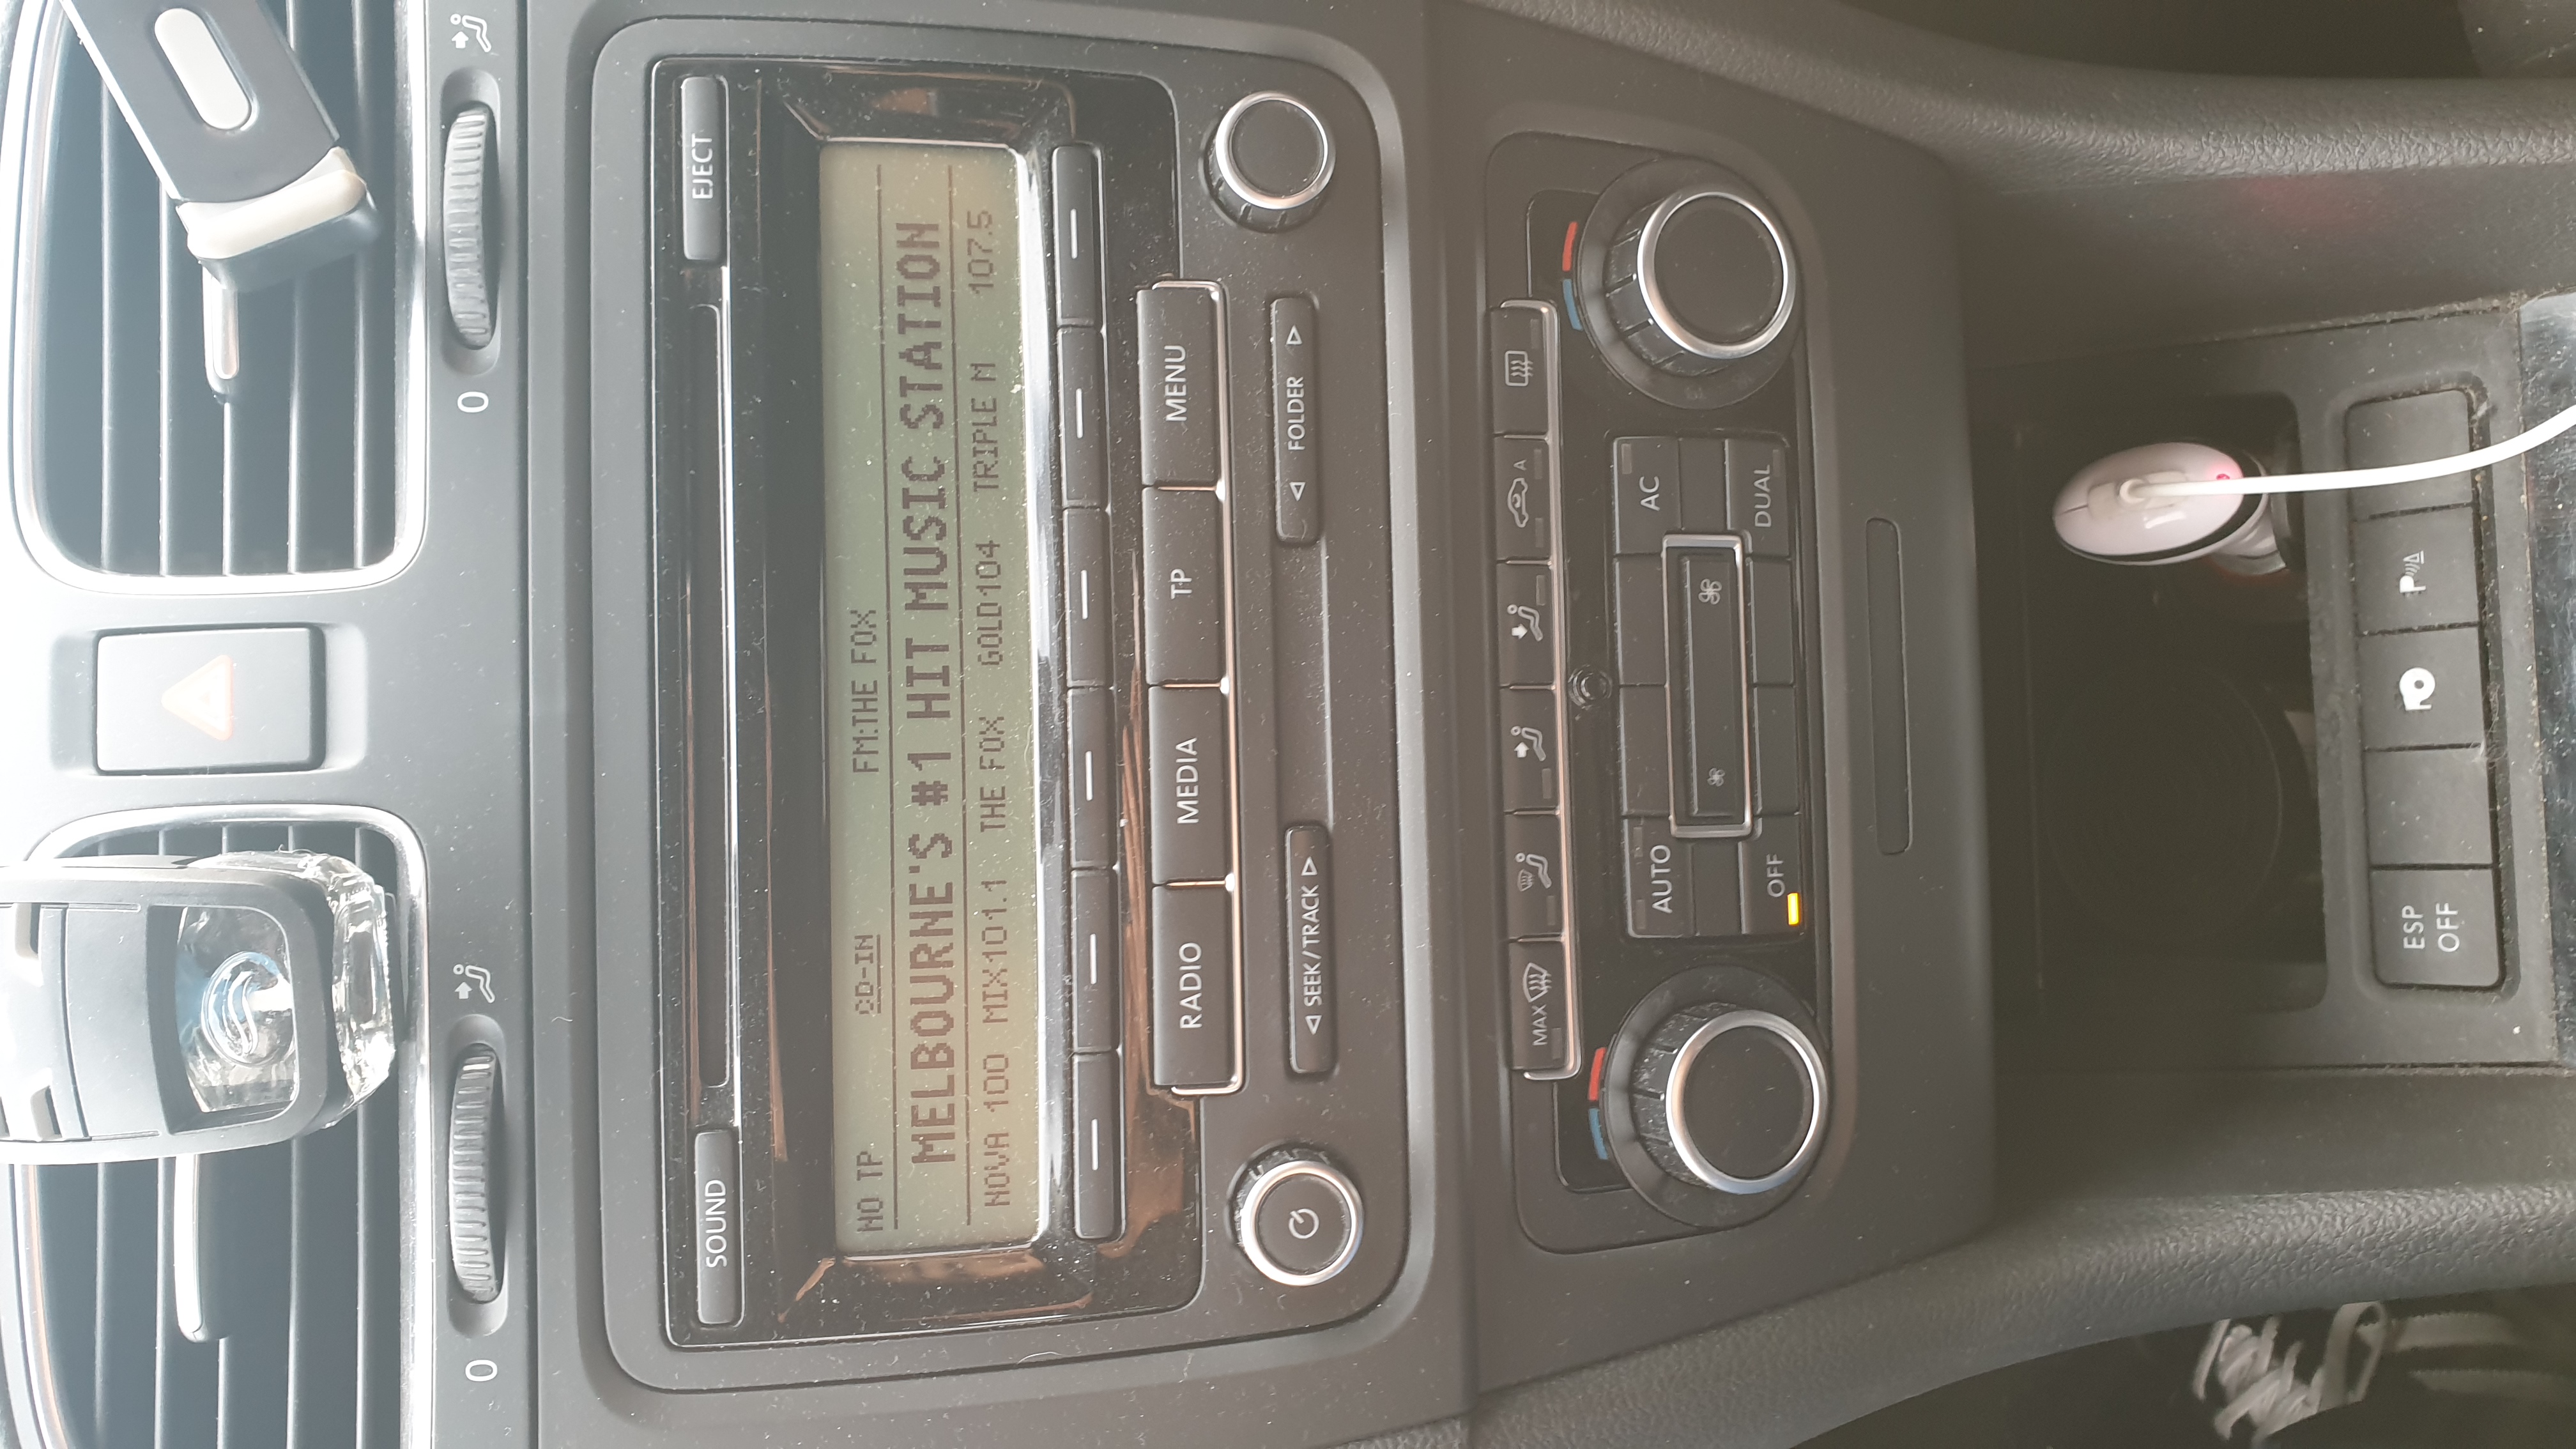 0 0
SOUND EJECT
NO TP CD-IN FM:THE FOX
MELBOURNE'S #1 HIT MUSIC STATION
NOVA 100 MIX101.1 THE FOX GOLD104 TRIPLE M 107.5
RADIO MEDIA TP MENU
SEEK/TRACK FOLDER
MAX A
AUTO AC
OFF DUAL
ESP P
OFF